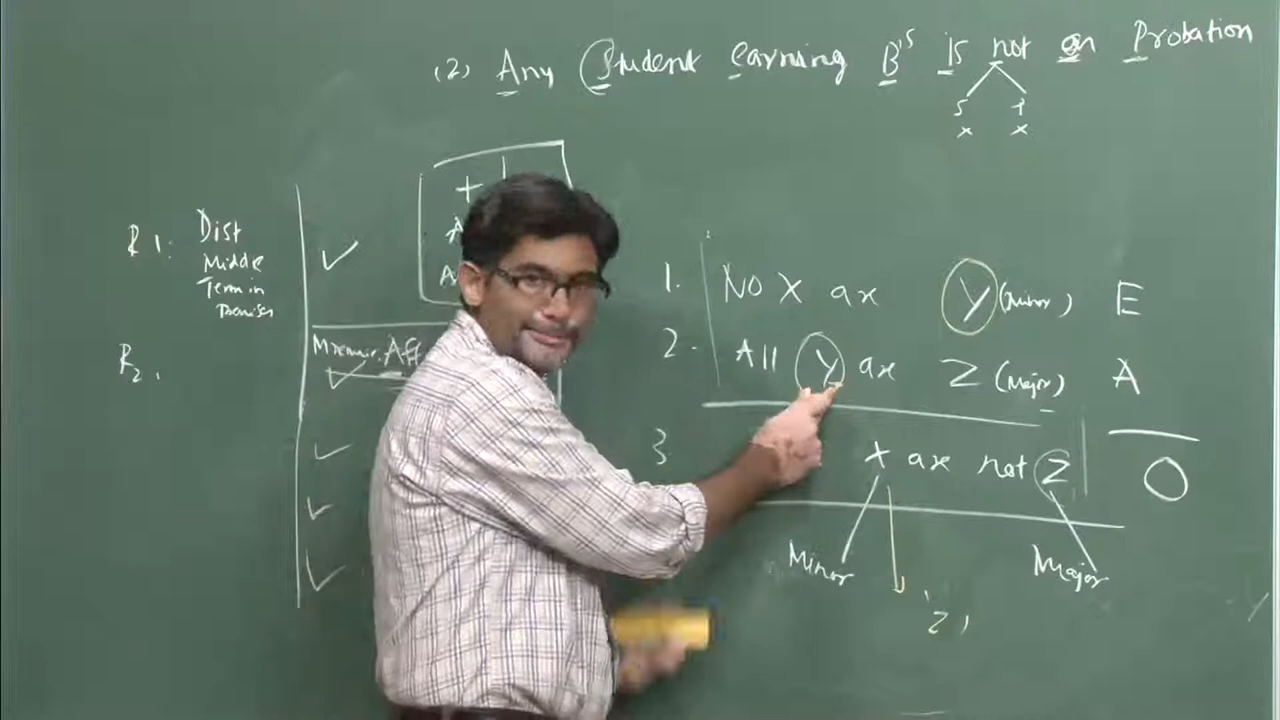 (2) Any Student earning B'S is not on Probation
S
x x
+
R1: Dist
Middle
Term in
Premises
R2.
Aff
1. No X are Y (Minor) E
2. All Y are Z (Major) A
3 X are not Z O
Minor Major
'2'